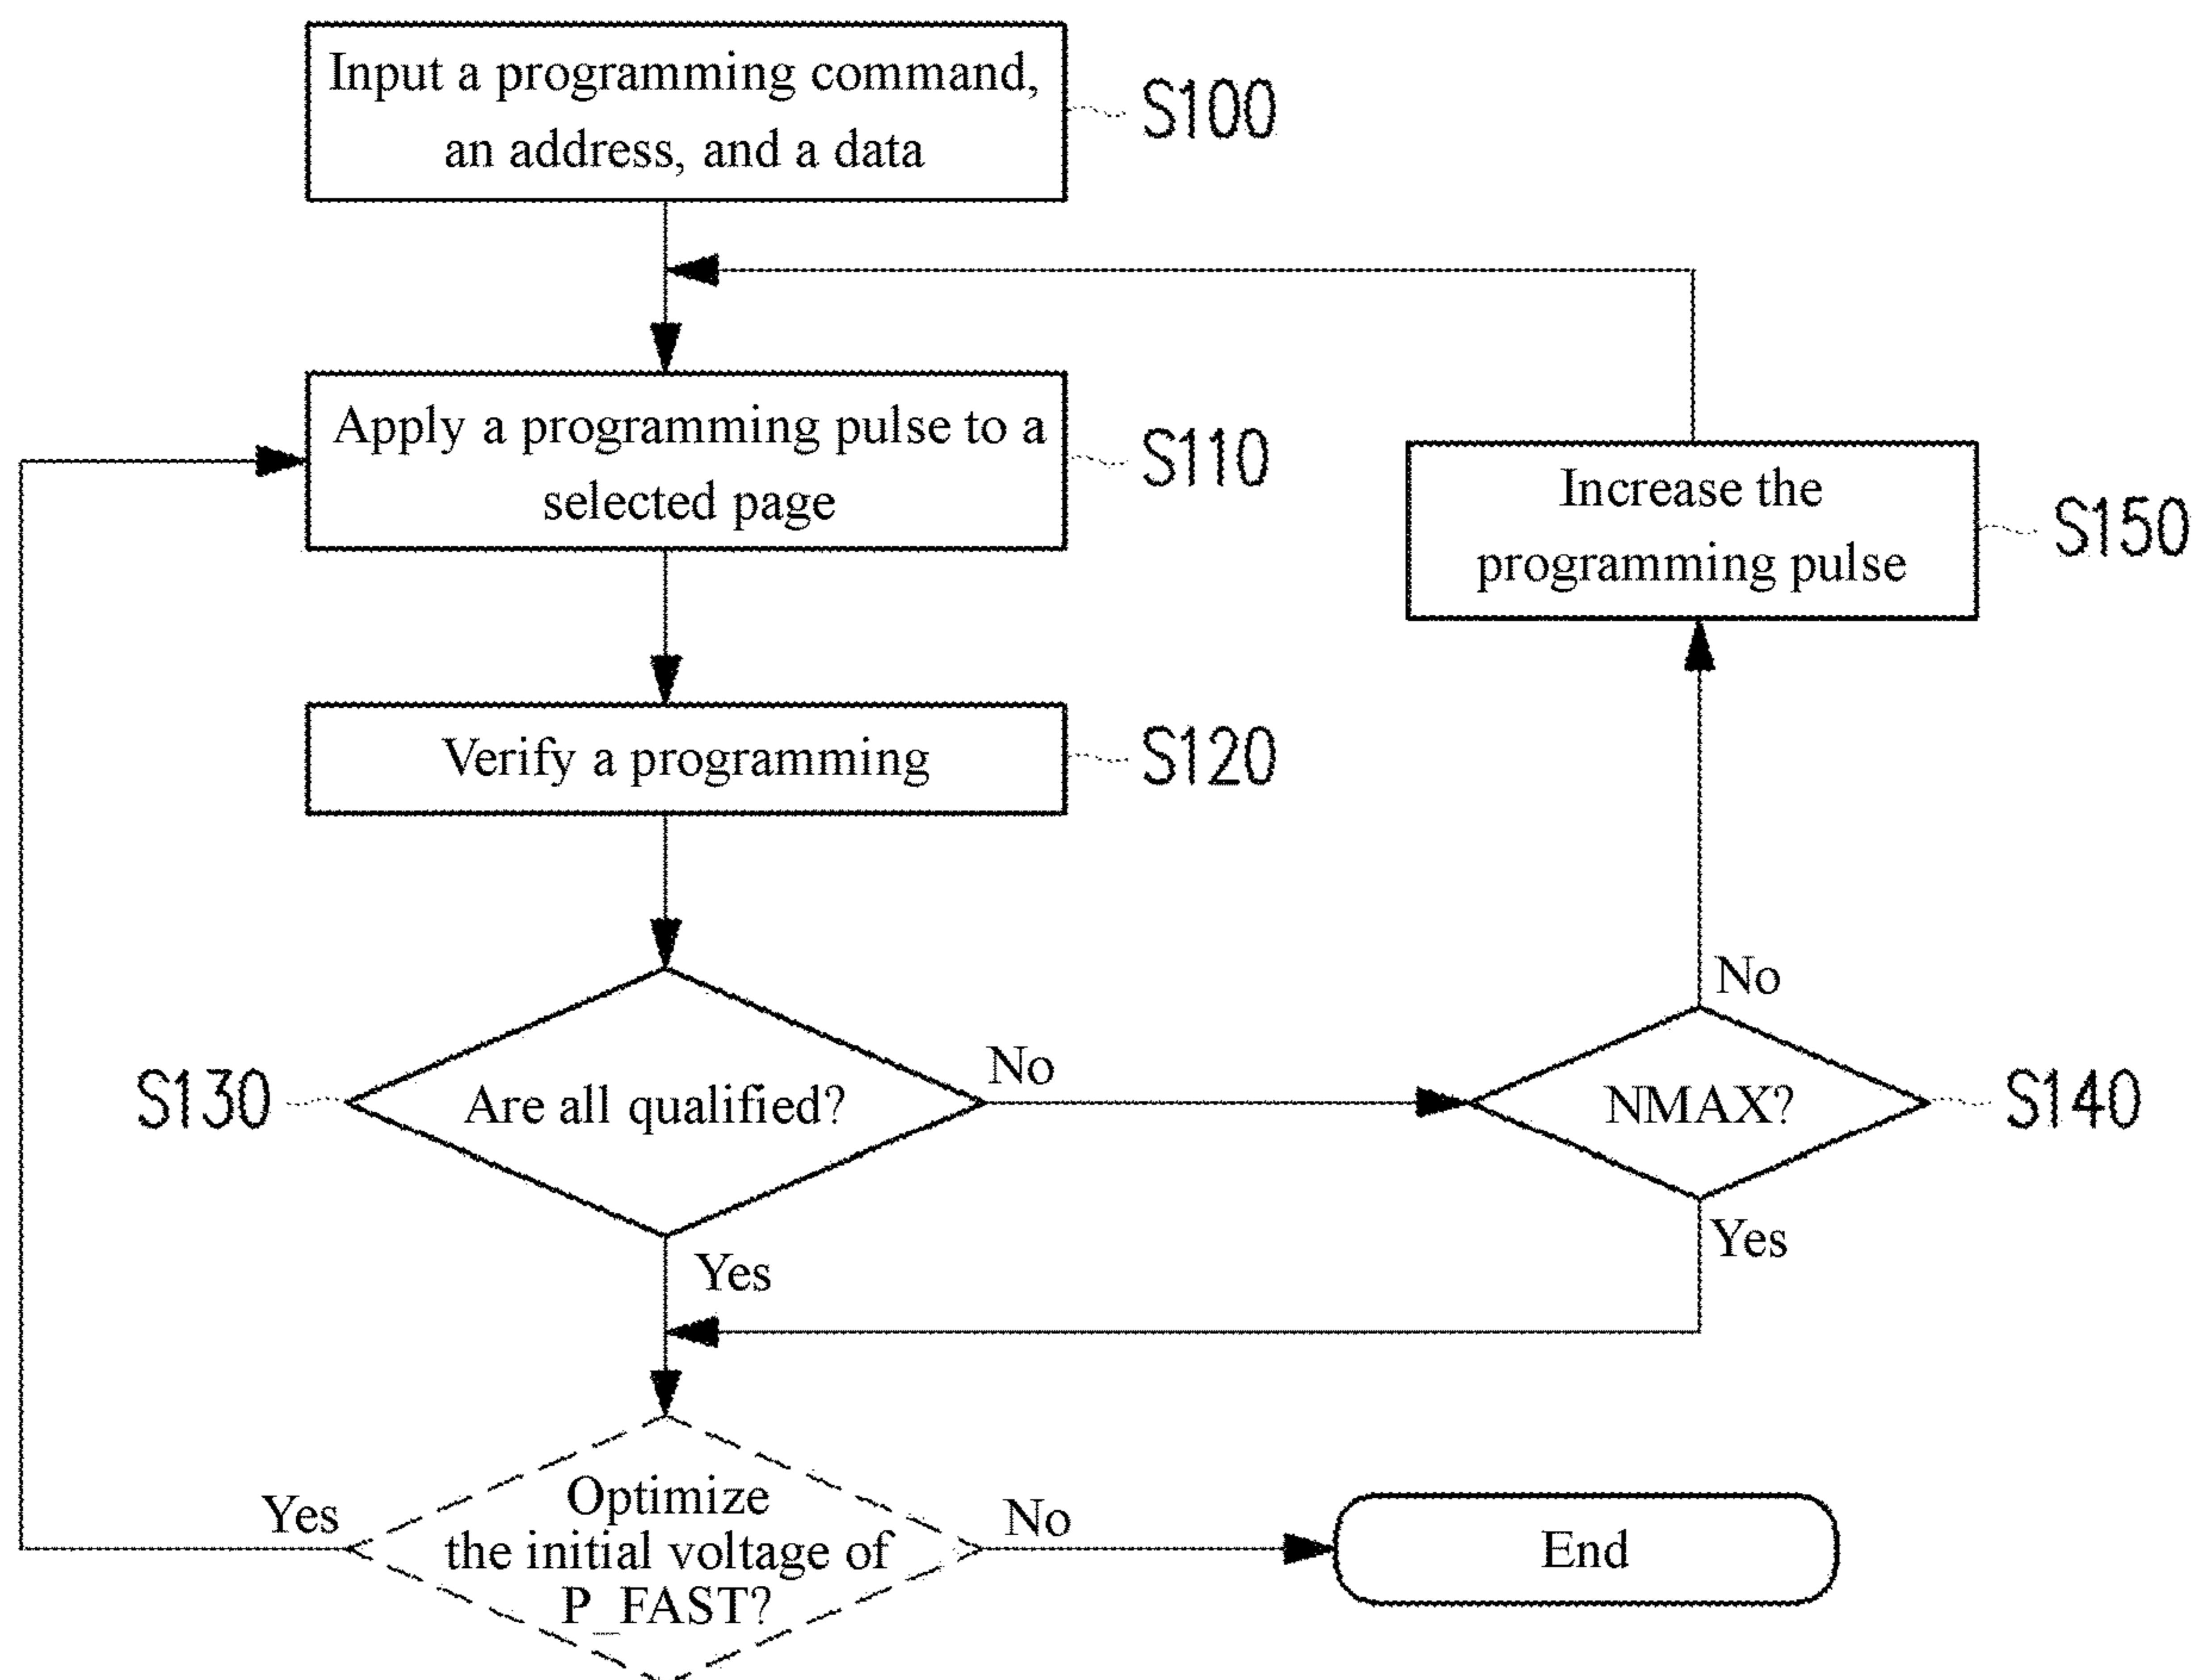 Input a programming command,
an address, and a data
S100
Apply a programming pulse to a
selected page
S110
Increase the
programming pulse
S150
Verify a programming
S120
No
Are all qualified?
S130
No
NMAX?
S140
Yes
Yes
Optimize
the initial voltage of
P_FAST?
Yes
No
End